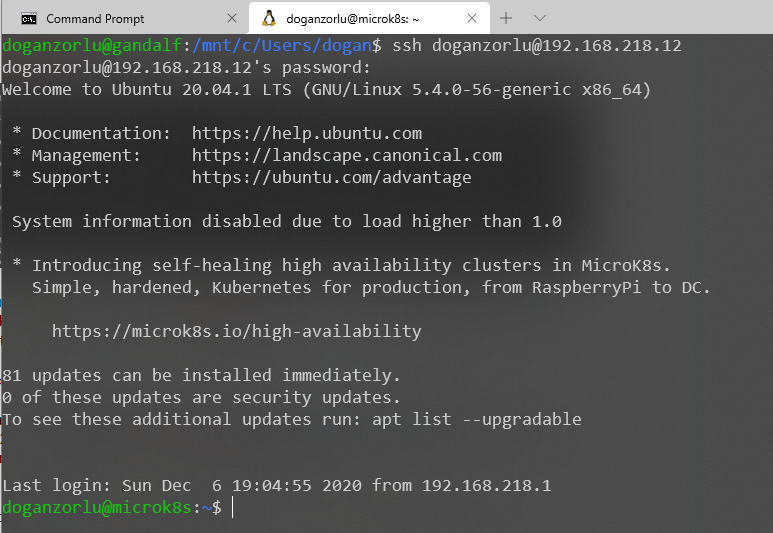 Command Prompt
doganzorlu@microk8s: ~
doganzorlu@gandalf:/mnt/c/Users/dogan$ ssh doganzorlu@192.168.218.12
doganzorlu@192.168.218.12's password:
Welcome to Ubuntu 20.04.1 LTS (GNU/Linux 5.4.0-56-generic x86_64)
* Documentation:  https://help.ubuntu.com
* Management:     https://landscape.canonical.com
* Support:        https://ubuntu.com/advantage
System information disabled due to load higher than 1.0
* Introducing self-healing high availability clusters in MicroK8s.
Simple, hardened, Kubernetes for production, from RaspberryPi to DC.
https://microk8s.io/high-availability
81 updates can be installed immediately.
0 of these updates are security updates.
To see these additional updates run: apt list --upgradable
Last login: Sun Dec  6 19:04:55 2020 from 192.168.218.1
doganzorlu@microk8s:~$